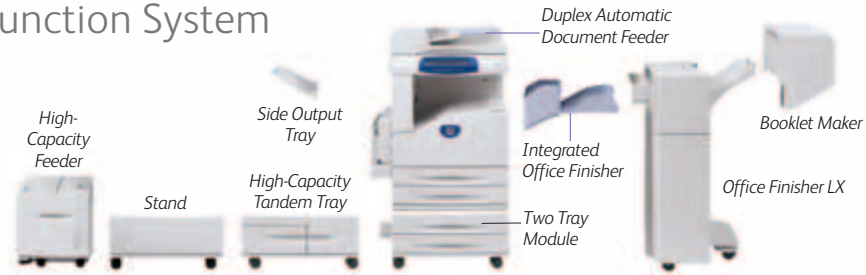 unction System
Duplex Automatic
Document Feeder
High-
Capacity
Feeder
Side Output
Tray
Integrated
Office Finisher
Booklet Maker
Stand
High-Capacity
Tandem Tray
Office Finisher LX
Two Tray
Module